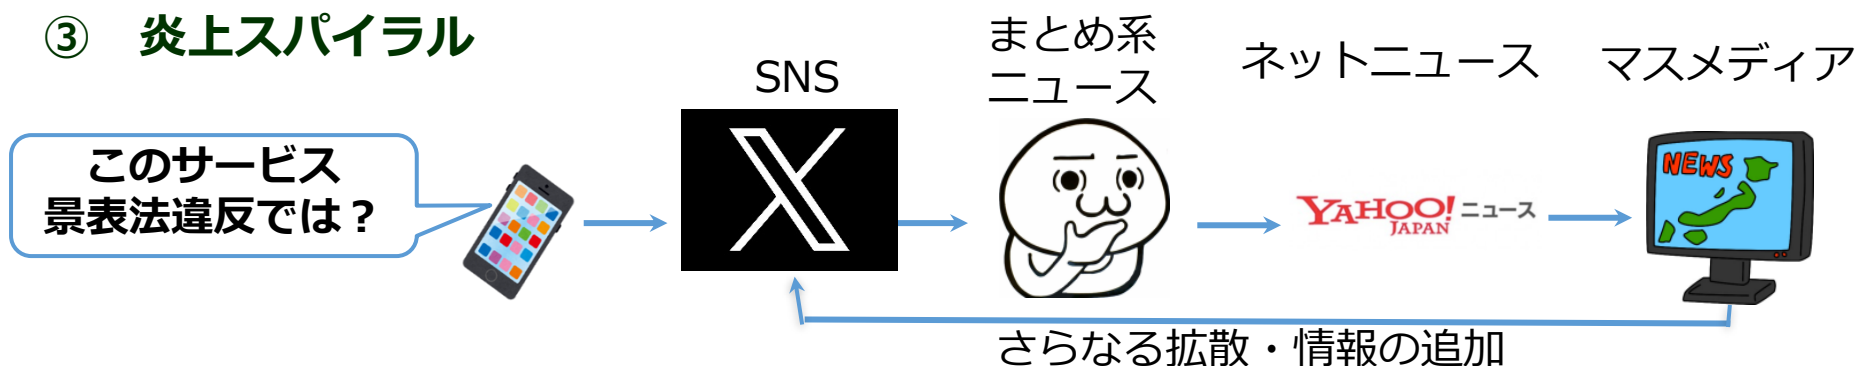 ③ 炎上スパイラル
このサービス
景表法違反では？
SNS
まとめ系
ニュース
ネットニュース
マスメディア
YAHOO!ニュース
JAPAN
NEWS
さらなる拡散・情報の追加